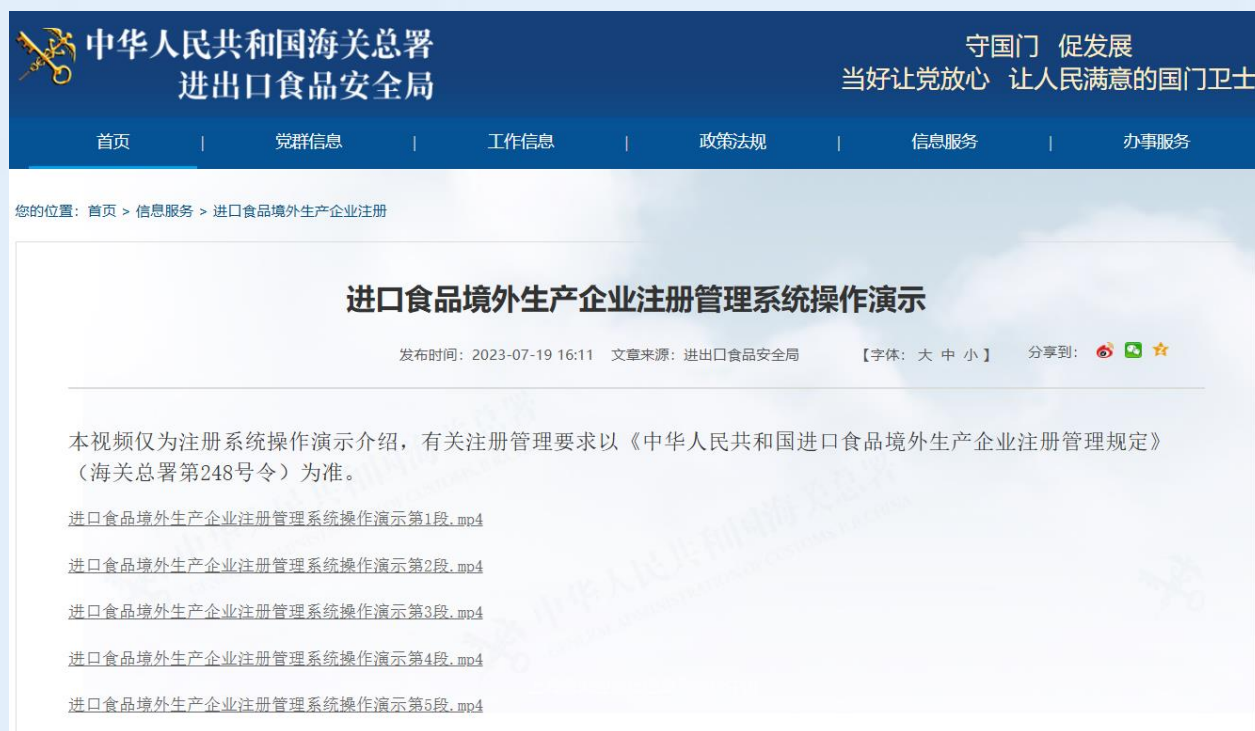 中华人民共和国海关总署
进出口食品安全局
守国门 促发展
当好让党放心 让人民满意的国门卫士
首页 | 党群信息 | 工作信息 | 政策法规 | 信息服务 | 办事服务
您的位置：首页 > 信息服务 > 进口食品境外生产企业注册
进口食品境外生产企业注册管理系统操作演示
发布时间：2023-07-19 16:11 文章来源：进出口食品安全局 【字体：大 中 小】 分享到：
本视频仅为注册系统操作演示介绍，有关注册管理要求以《中华人民共和国进口食品境外生产企业注册管理规定》
（海关总署第248号令）为准。
进口食品境外生产企业注册管理系统操作演示第1段.mp4
进口食品境外生产企业注册管理系统操作演示第2段.mp4
进口食品境外生产企业注册管理系统操作演示第3段.mp4
进口食品境外生产企业注册管理系统操作演示第4段.mp4
进口食品境外生产企业注册管理系统操作演示第5段.mp4